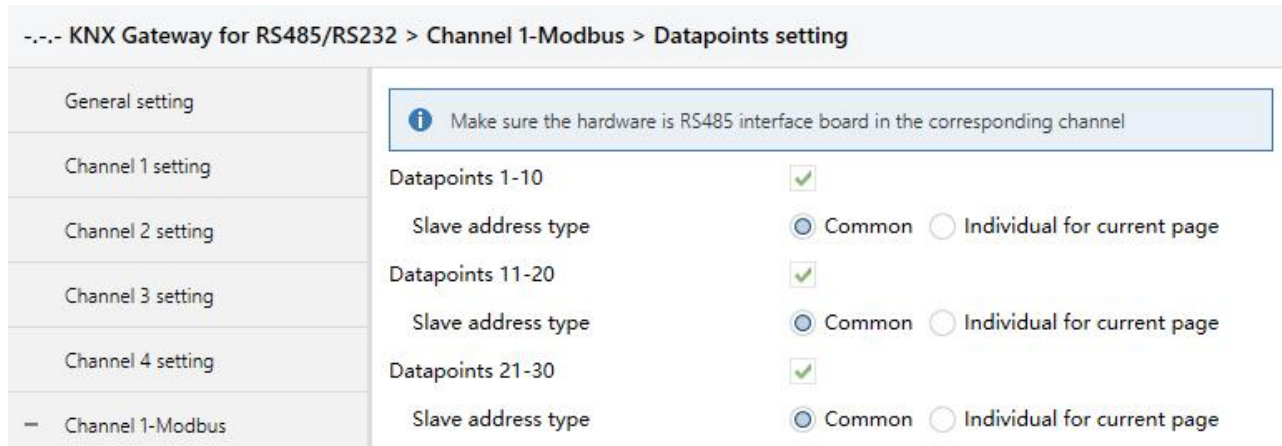 -.-.- KNX Gateway for RS485/RS232 > Channel 1-Modbus > Datapoints setting
General setting
Make sure the hardware is RS485 interface board in the corresponding channel
Channel 1 setting
Datapoints 1-10
Slave address type Common Individual for current page
Channel 2 setting
Datapoints 11-20
Channel 3 setting
Slave address type Common Individual for current page
Channel 4 setting
Datapoints 21-30
– Channel 1-Modbus
Slave address type Common Individual for current page